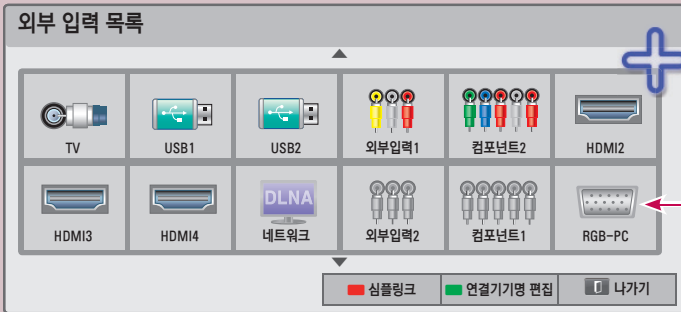 외부 입력 목록
TV USB1 USB2 외부입력1 컴포넌트2 HDMI2
DLNA
HDMI3 HDMI4 네트워크 외부입력2 컴포넌트1 RGB-PC
심플링크 연결기기명 편집 나가기